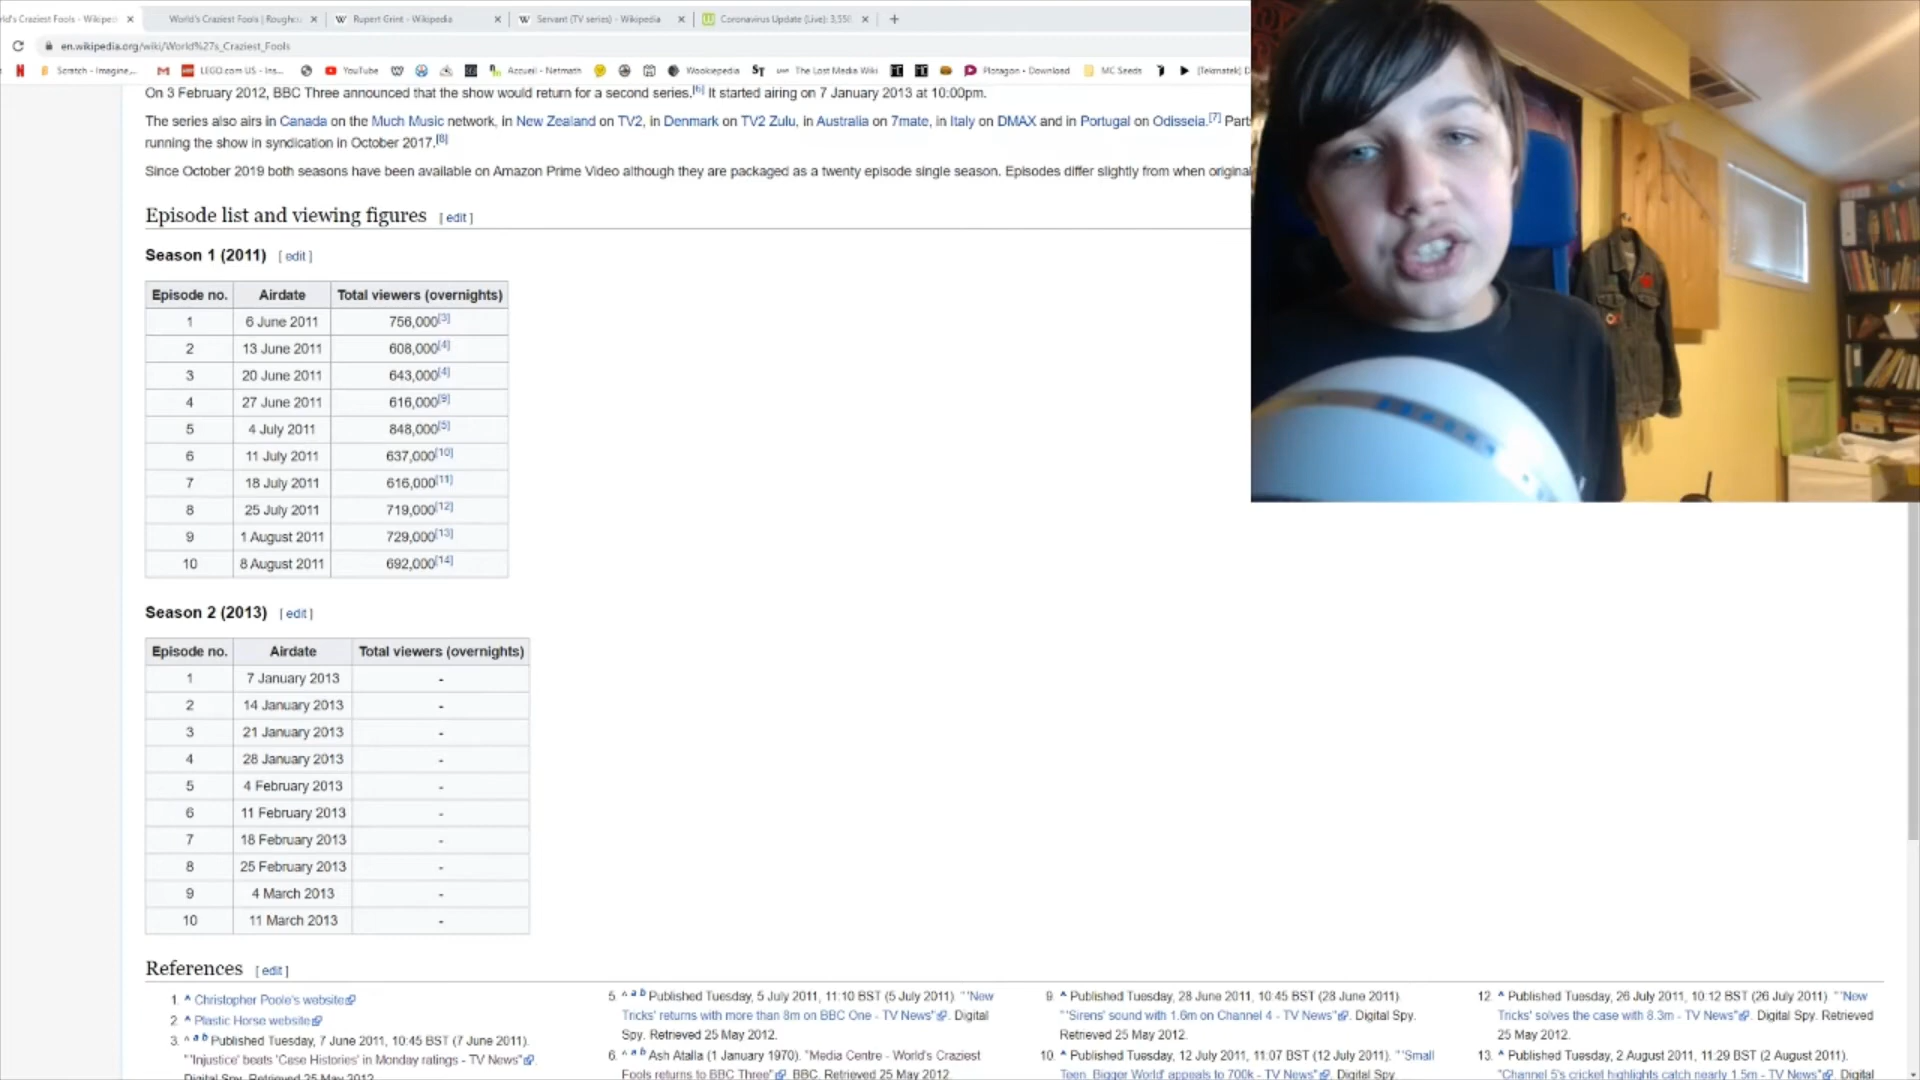 rld's Craziest Fools - Wikiped × World's Craziest Fools | Roughcu × Rupert Grint - Wikipedia × Servant (TV series) - Wikipedia × Coronavirus Update (Live): 3,55 × +
en.wikipedia.org/wiki/World%27s_Craziest_Fools
Scratch - Imagine,... LEGO.com US - Ins... YouTube Accueil - Netmath Wookiepedia ST The Lost Media Wiki Plotagon • Download MC Seeds
On 3 February 2012, BBC Three announced that the show would return for a second series.[6] It started airing on 7 January 2013 at 10:00pm.
The series also airs in Canada on the Much Music network, in New Zealand on TV2, in Denmark on TV2 Zulu, in Australia on 7mate, in Italy on DMAX and in Portugal on Odisseia.[7] Part
running the show in syndication in October 2017.[8]
Since October 2019 both seasons have been available on Amazon Prime Video although they are packaged as a twenty episode single season. Episodes differ slightly from when original
Episode list and viewing figures [ edit ]
Season 1 (2011) [ edit ]
Episode no. Airdate Total viewers (overnights)
1 6 June 2011 756,000[3]
2 13 June 2011 608,000[4]
3 20 June 2011 643,000[4]
4 27 June 2011 616,000[9]
5 4 July 2011 848,000[5]
6 11 July 2011 637,000[10]
7 18 July 2011 616,000[11]
8 25 July 2011 719,000[12]
9 1 August 2011 729,000[13]
10 8 August 2011 692,000[14]
Season 2 (2013) [ edit ]
Episode no. Airdate Total viewers (overnights)
1 7 January 2013 -
2 14 January 2013 -
3 21 January 2013 -
4 28 January 2013 -
5 4 February 2013 -
6 11 February 2013 -
7 18 February 2013 -
8 25 February 2013 -
9 4 March 2013 -
10 11 March 2013 -
References [ edit ]
1. ^ Christopher Poole's website
2. ^ Plastic Horse website
3. ^ a b Published Tuesday, 7 June 2011, 10:45 BST (7 June 2011).
"'Injustice' beats 'Case Histories' in Monday ratings - TV News".
Digital Spy. Retrieved 25 May 2012.
5. ^ a b Published Tuesday, 5 July 2011, 11:10 BST (5 July 2011). "'New
Tricks' returns with more than 8m on BBC One - TV News". Digital
Spy. Retrieved 25 May 2012.
6. ^ a b Ash Atalla (1 January 1970). "Media Centre - World's Craziest
Fools returns to BBC Three". BBC. Retrieved 25 May 2012.
9. ^ Published Tuesday, 28 June 2011, 10:45 BST (28 June 2011).
"'Sirens' sound with 1.6m on Channel 4 - TV News". Digital Spy.
Retrieved 25 May 2012.
10. ^ Published Tuesday, 12 July 2011, 11:07 BST (12 July 2011). "'Small
Teen, Bigger World' appeals to 700k - TV News". Digital Spy.
12. ^ Published Tuesday, 26 July 2011, 10:12 BST (26 July 2011). "'New
Tricks' solves the case with 8.3m - TV News". Digital Spy. Retrieved
25 May 2012.
13. ^ Published Tuesday, 2 August 2011, 11:29 BST (2 August 2011).
"Channel 5's cricket highlights catch nearly 1.5m - TV News". Digital